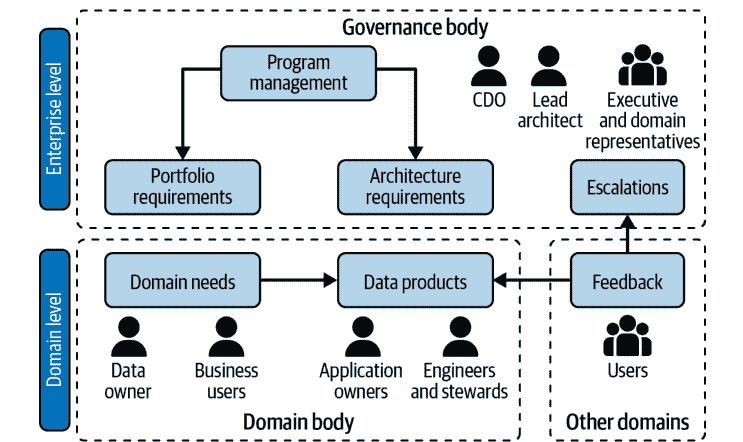 Enterprise level
Governance body
Program
management
CDO
Lead
architect
Executive
and domain
representatives
Portfolio
requirements
Architecture
requirements
Escalations
Domain level
Domain needs
Data products
Feedback
Data
owner
Business
users
Application
owners
Engineers
and stewards
Users
Domain body
Other domains